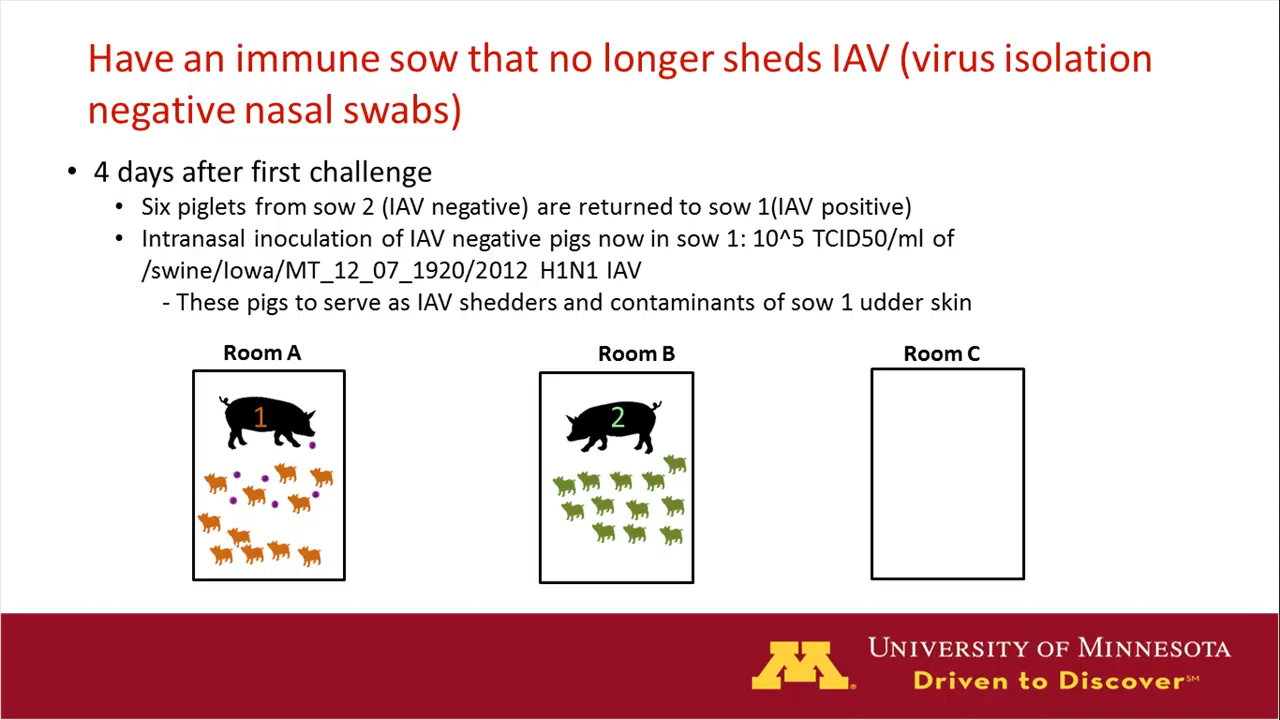 Have an immune sow that no longer sheds IAV (virus isolation
negative nasal swabs)
• 4 days after first challenge
• Six piglets from sow 2 (IAV negative) are returned to sow 1(IAV positive)
• Intranasal inoculation of IAV negative pigs now in sow 1: 10^5 TCID50/ml of
/swine/Iowa/MT_12_07_1920/2012 H1N1 IAV
- These pigs to serve as IAV shedders and contaminants of sow 1 udder skin
Room A
Room B
Room C
1
2
M
UNIVERSITY OF MINNESOTA
Driven to Discover℠